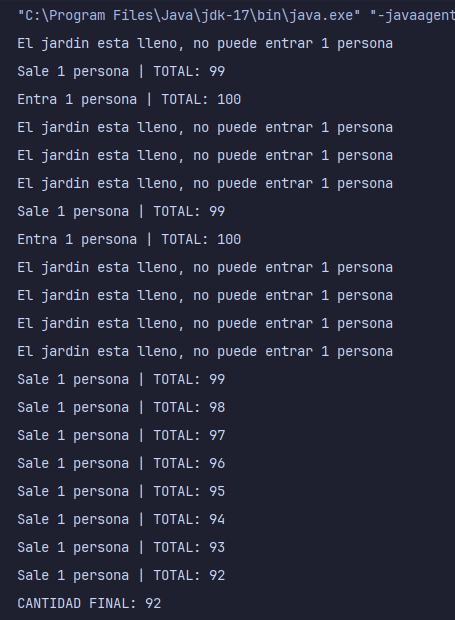 "C:\Program Files\Java\jdk-17\bin\java.exe" "-javaagent
El jardin esta lleno, no puede entrar 1 persona
Sale 1 persona | TOTAL: 99
Entra 1 persona | TOTAL: 100
El jardin esta lleno, no puede entrar 1 persona
El jardin esta lleno, no puede entrar 1 persona
El jardin esta lleno, no puede entrar 1 persona
Sale 1 persona | TOTAL: 99
Entra 1 persona | TOTAL: 100
El jardin esta lleno, no puede entrar 1 persona
El jardin esta lleno, no puede entrar 1 persona
El jardin esta lleno, no puede entrar 1 persona
El jardin esta lleno, no puede entrar 1 persona
Sale 1 persona | TOTAL: 99
Sale 1 persona | TOTAL: 98
Sale 1 persona | TOTAL: 97
Sale 1 persona | TOTAL: 96
Sale 1 persona | TOTAL: 95
Sale 1 persona | TOTAL: 94
Sale 1 persona | TOTAL: 93
Sale 1 persona | TOTAL: 92
CANTIDAD FINAL: 92